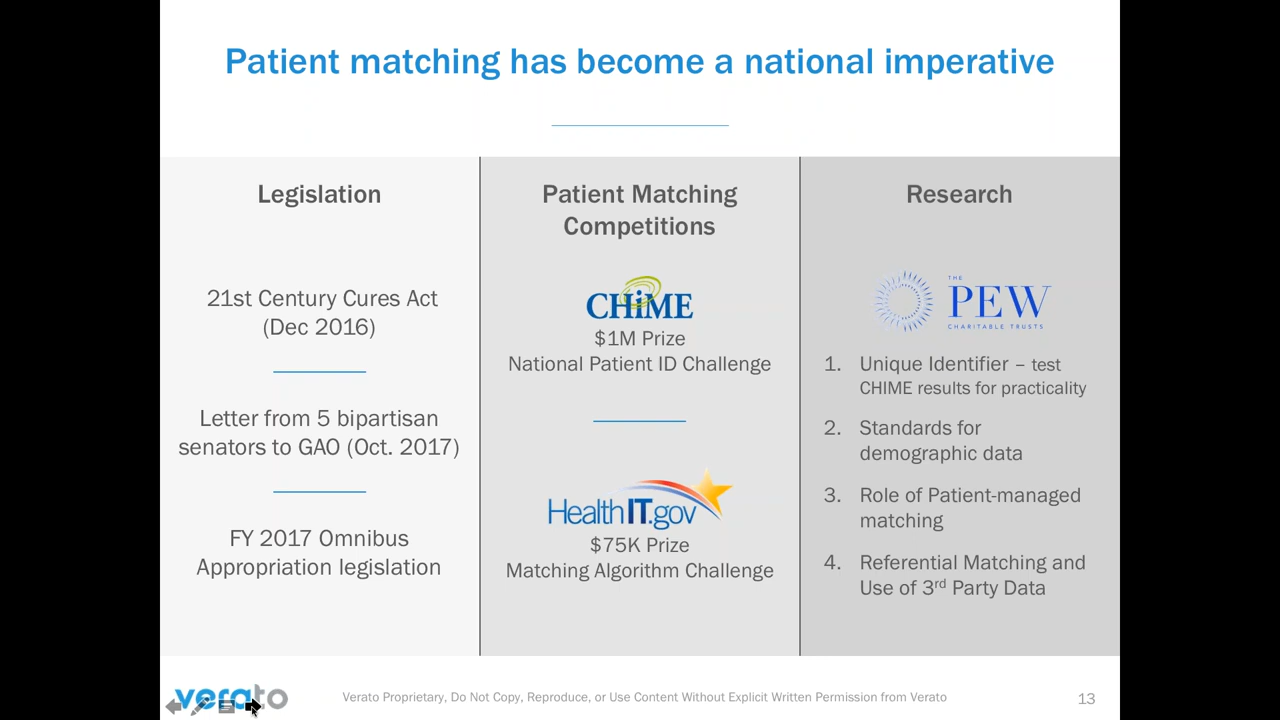 Patient matching has become a national imperative
Legislation
21st Century Cures Act
(Dec 2016)
Letter from 5 bipartisan
senators to GAO (Oct. 2017)
FY 2017 Omnibus
Appropriation legislation
Patient Matching
Competitions
CHiME
$1M Prize
National Patient ID Challenge
HealthIT.gov
$75K Prize
Matching Algorithm Challenge
Research
THE
PEW
CHARITABLE TRUSTS
1. Unique Identifier – test
CHIME results for practicality
2. Standards for
demographic data
3. Role of Patient-managed
matching
4. Referential Matching and
Use of 3rd Party Data
verato
Verato Proprietary, Do Not Copy, Reproduce, or Use Content Without Explicit Written Permission from Verato
13